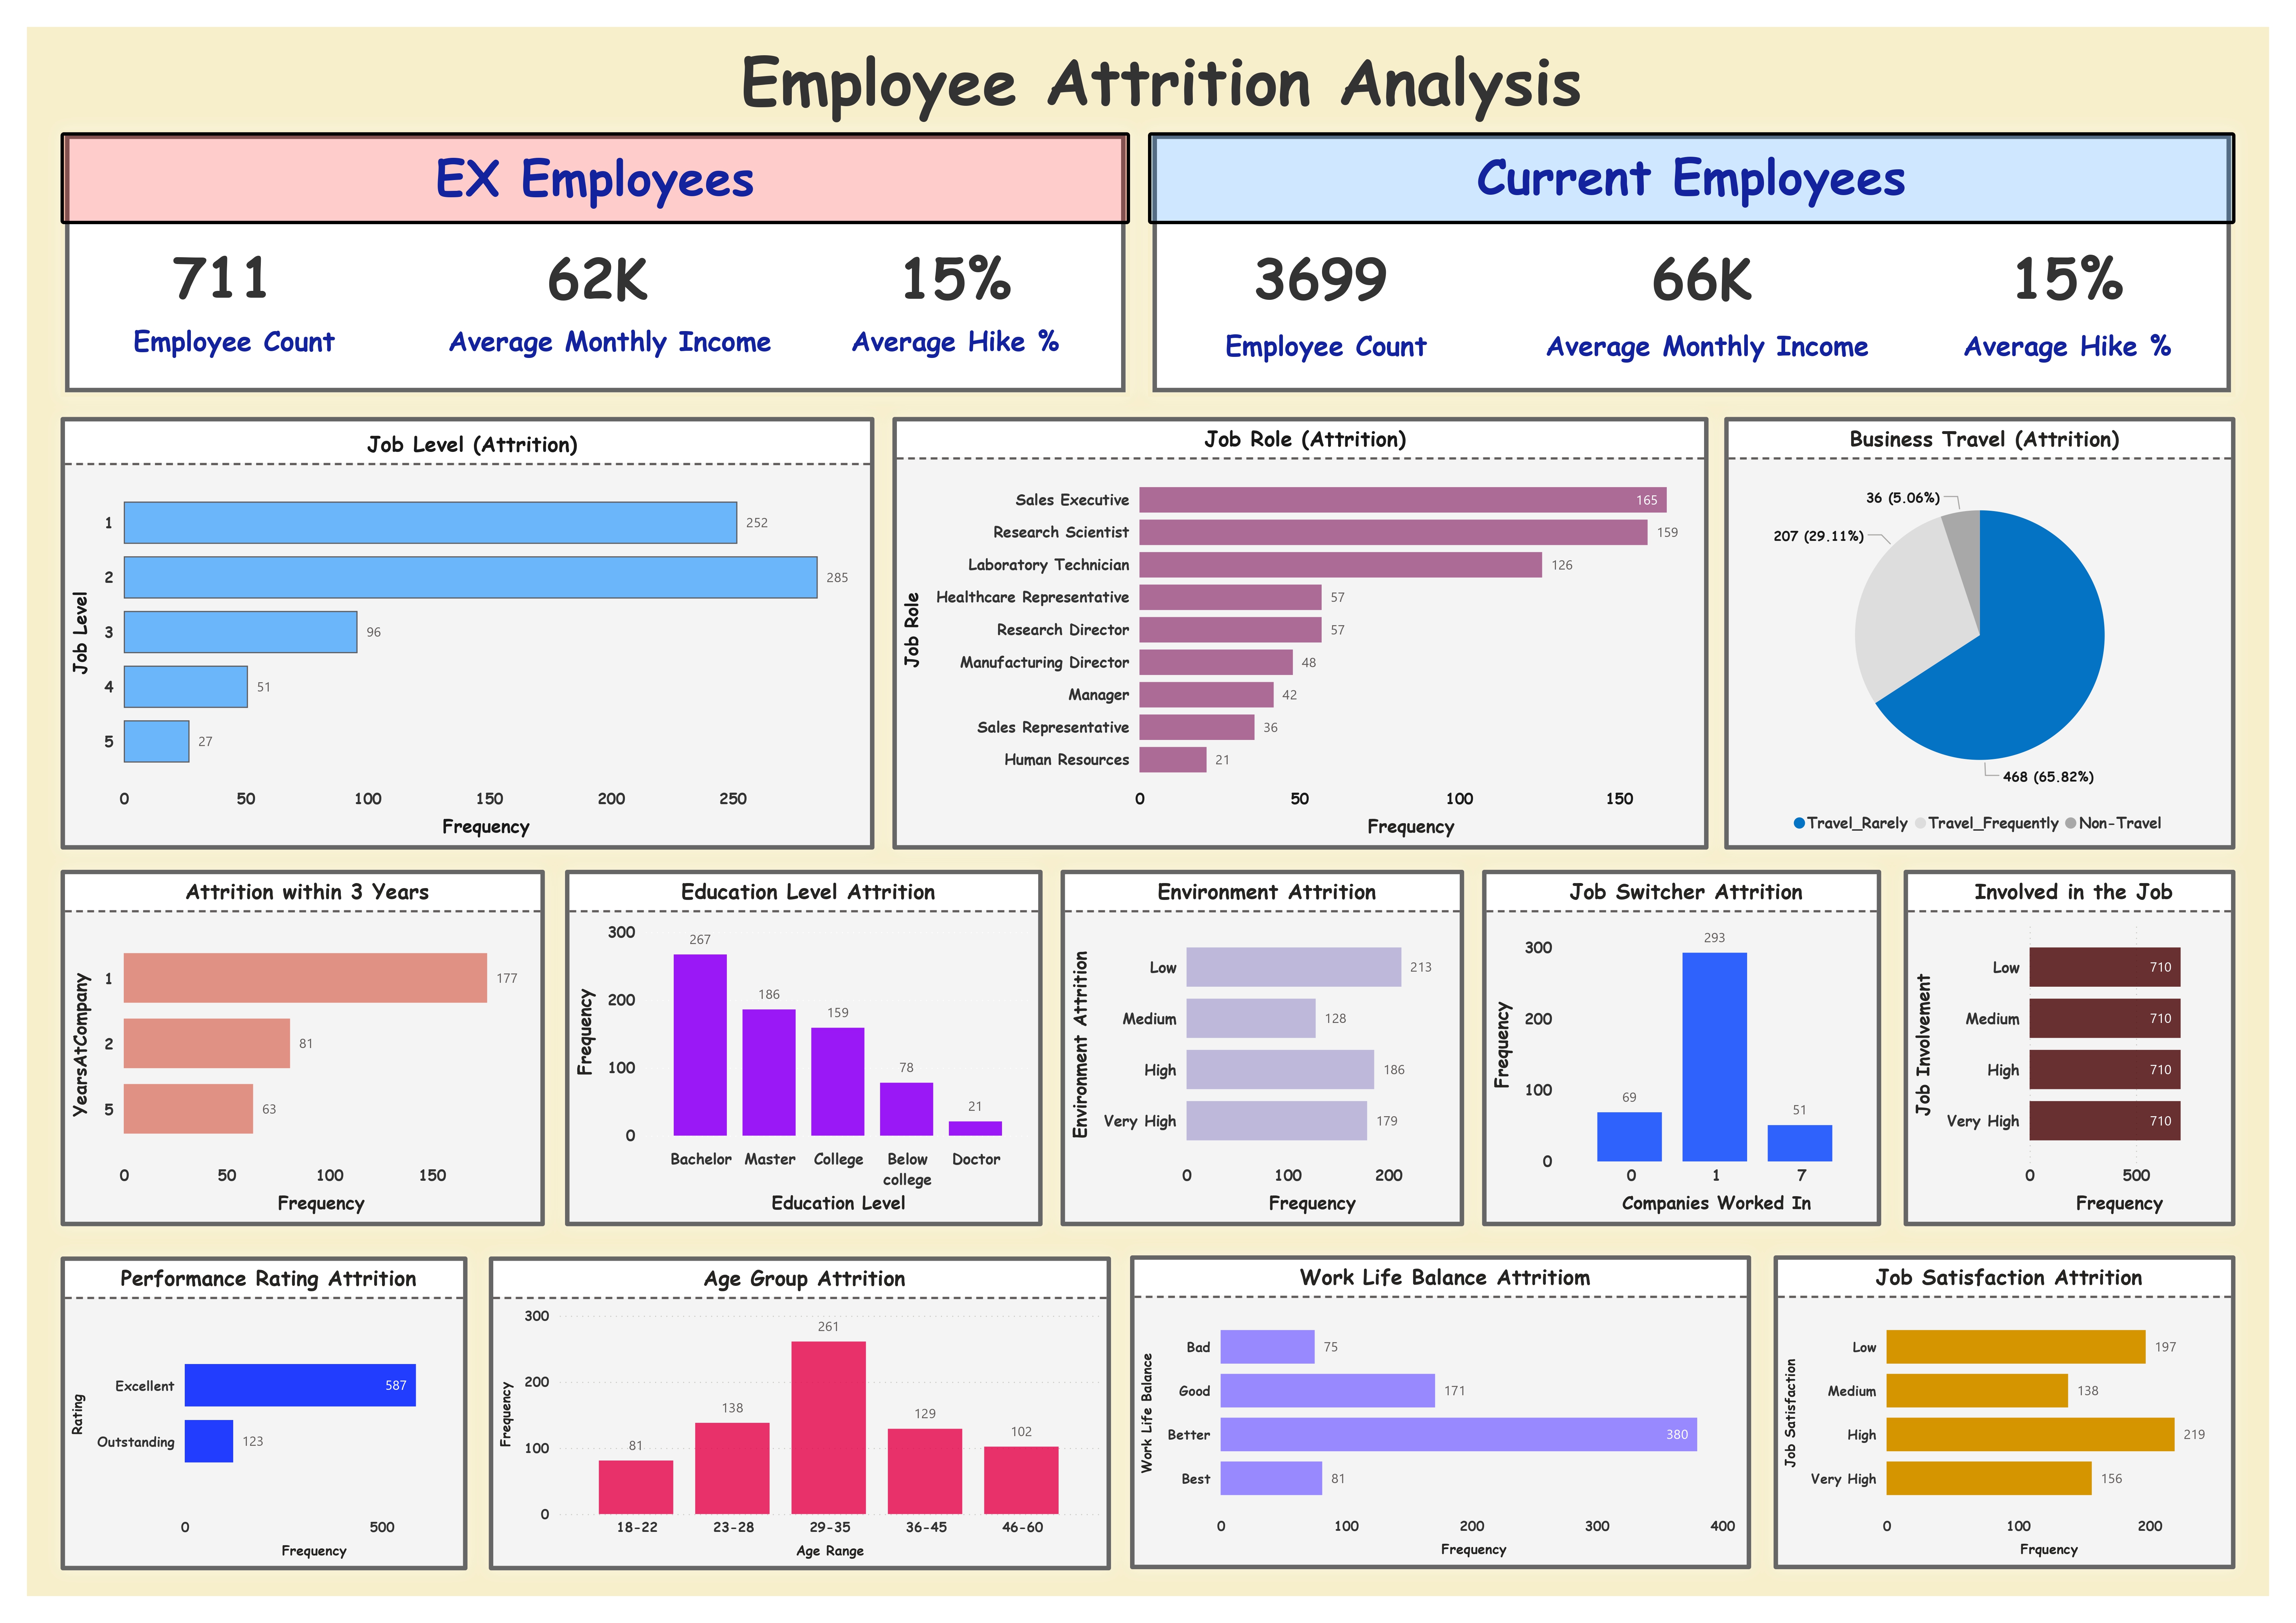 Employee Attrition Analysis
EX Employees
711
62K
15%
Employee Count
Average Monthly Income
Average Hike %
Current Employees
3699
66K
15%
Employee Count
Average Monthly Income
Average Hike %
Job Level (Attrition)
Job Level
1
252
2
285
3
96
4
51
5
27
0 50 100 150 200 250
Frequency
Job Role (Attrition)
Job Role
Sales Executive 165
Research Scientist 159
Laboratory Technician 126
Healthcare Representative 57
Research Director 57
Manufacturing Director 48
Manager 42
Sales Representative 36
Human Resources 21
0 50 100 150
Frequency
Business Travel (Attrition)
36 (5.06%)
207 (29.11%)
468 (65.82%)
Travel_Rarely Travel_Frequently Non-Travel
Attrition within 3 Years
YearsAtCompany
1 177
2 81
5 63
0 50 100 150
Frequency
Education Level Attrition
Frequency
300
200
100
0
267
186
159
78
21
Bachelor Master College Below college Doctor
Education Level
Environment Attrition
Environment Attrition
Low 213
Medium 128
High 186
Very High 179
0 100 200
Frequency
Job Switcher Attrition
Frequency
300
200
100
0
69
293
51
0 1 7
Companies Worked In
Involved in the Job
Job Involvement
Low 710
Medium 710
High 710
Very High 710
0 500
Frequency
Performance Rating Attrition
Rating
Excellent 587
Outstanding 123
0 500
Frequency
Age Group Attrition
Frequency
300
200
100
0
81
138
261
129
102
18-22 23-28 29-35 36-45 46-60
Age Range
Work Life Balance Attritiom
Work Life Balance
Bad 75
Good 171
Better 380
Best 81
0 100 200 300 400
Frequency
Job Satisfaction Attrition
Job Satisfaction
Low 197
Medium 138
High 219
Very High 156
0 100 200
Frquency